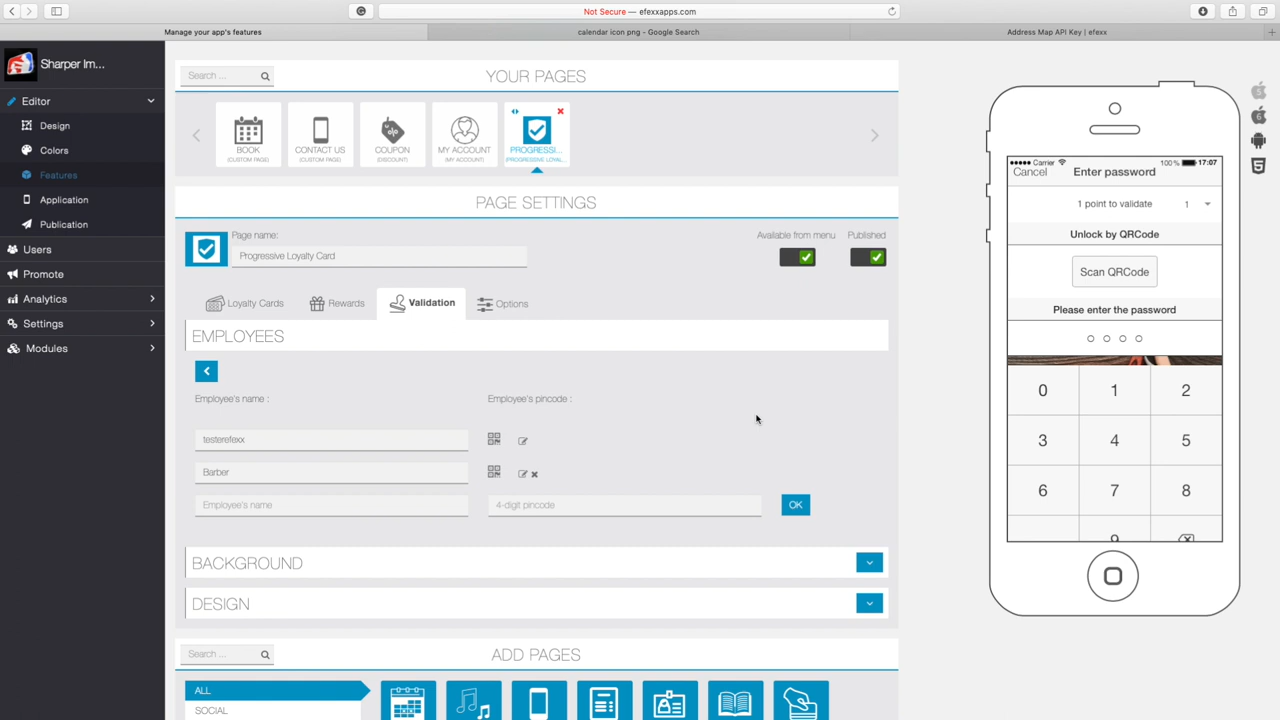 Not Secure — efexxapps.com
Manage your app's features
calendar icon png - Google Search
Address Map API Key | efexx
Sharper Im...
Editor
Design
Colors
Features
Application
Publication
Users
Promote
Analytics
Settings
Modules
Search ...
YOUR PAGES
BOOK
(CUSTOM PAGE)
CONTACT US
(CUSTOM PAGE)
COUPON
(DISCOUNT)
MY ACCOUNT
(MY ACCOUNT)
PROGRESSI...
(PROGRESSIVE LOYAL...
PAGE SETTINGS
Page name:
Progressive Loyalty Card
Available from menu
Published
Loyalty Cards
Rewards
Validation
Options
EMPLOYEES
Employee's name :
Employee's pincode :
testerefexx
Barber
Employee's name
4-digit pincode
OK
BACKGROUND
DESIGN
Search ...
ADD PAGES
ALL
SOCIAL
Carrier
100 %
17:07
Cancel
Enter password
1 point to validate
1
Unlock by QRCode
Scan QRCode
Please enter the password
0 1 2
3 4 5
6 7 8
9